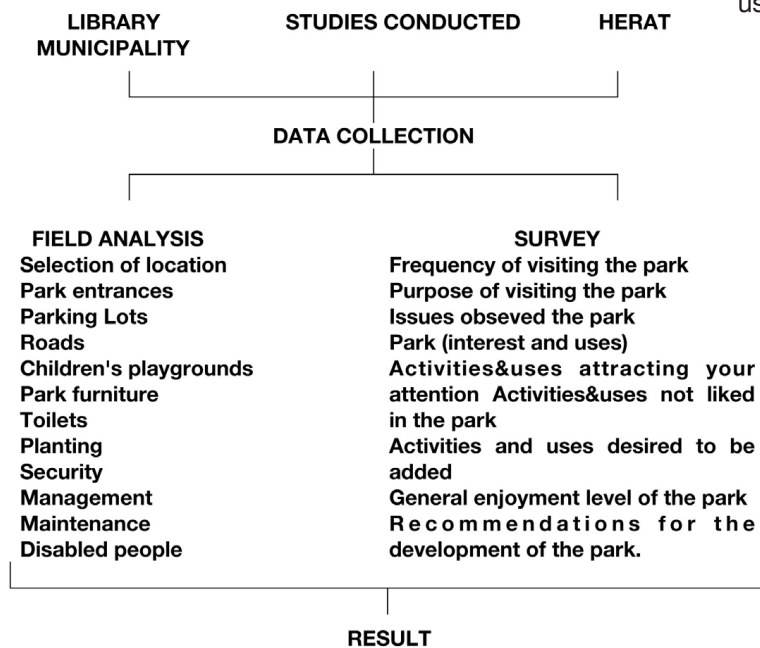 us
LIBRARY STUDIES CONDUCTED HERAT
MUNICIPALITY
DATA COLLECTION
FIELD ANALYSIS
Selection of location
Park entrances
Parking Lots
Roads
Children's playgrounds
Park furniture
Toilets
Planting
Security
Management
Maintenance
Disabled people
SURVEY
Frequency of visiting the park
Purpose of visiting the park
Issues obseved the park
Park (interest and uses)
Activities&uses attracting your
attention Activities&uses not liked
in the park
Activities and uses desired to be
added
General enjoyment level of the park
Recommendations for the
development of the park.
RESULT